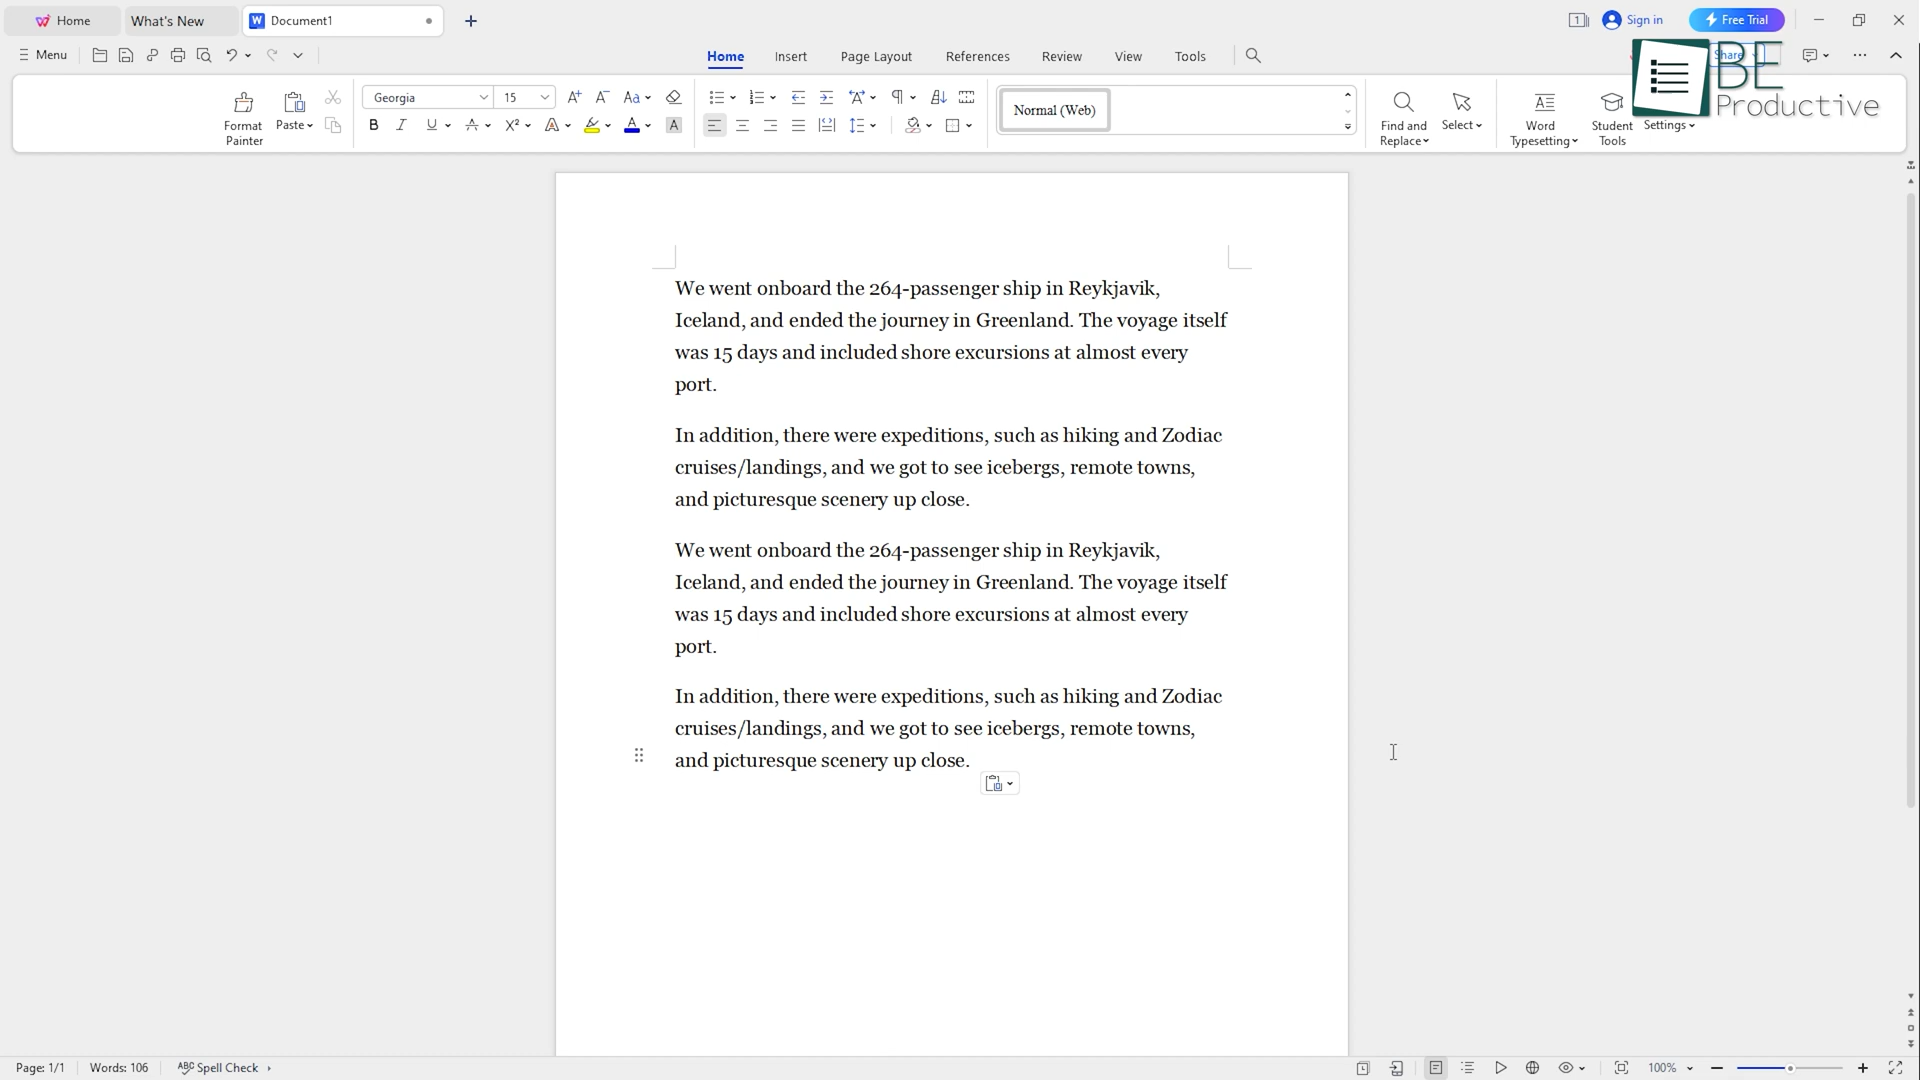 Home
What's New
Document1
1
Sign in
Free Trial
Menu
Home
Insert
Page Layout
References
Review
View
Tools
Share
BE
Productive
Format
Painter
Paste
Georgia
15
Normal (Web)
Find and
Replace
Select
Word
Typesetting
Student
Tools
Settings
We went onboard the 264-passenger ship in Reykjavik,
Iceland, and ended the journey in Greenland. The voyage itself
was 15 days and included shore excursions at almost every
port.
In addition, there were expeditions, such as hiking and Zodiac
cruises/landings, and we got to see icebergs, remote towns,
and picturesque scenery up close.
We went onboard the 264-passenger ship in Reykjavik,
Iceland, and ended the journey in Greenland. The voyage itself
was 15 days and included shore excursions at almost every
port.
In addition, there were expeditions, such as hiking and Zodiac
cruises/landings, and we got to see icebergs, remote towns,
and picturesque scenery up close.
Page: 1/1
Words: 106
ABC Spell Check
100%